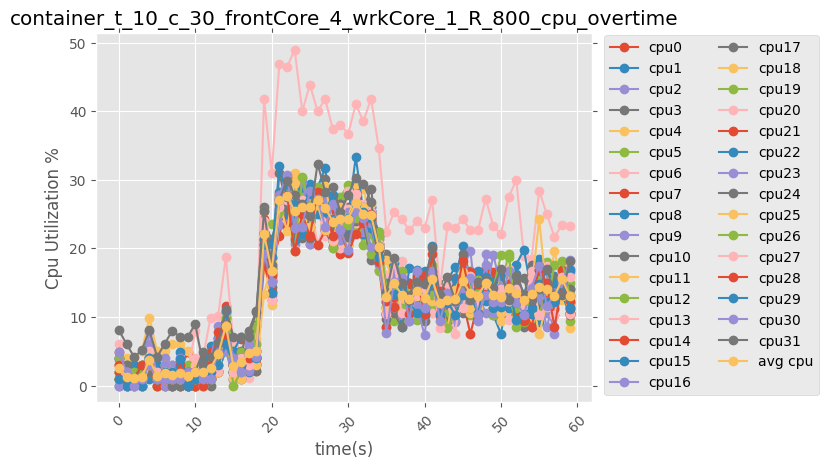 container_t_10_c_30_frontCore_4_wrkCore_1_R_800_cpu_overtime
50
40
30
20
10
0
Cpu Utilization %
0
10
20
30
40
50
60
time(s)
cpu0
cpu1
cpu2
cpu3
cpu4
cpu5
cpu6
cpu7
cpu8
cpu9
cpu10
cpu11
cpu12
cpu13
cpu14
cpu15
cpu16
cpu17
cpu18
cpu19
cpu20
cpu21
cpu22
cpu23
cpu24
cpu25
cpu26
cpu27
cpu28
cpu29
cpu30
cpu31
avg cpu